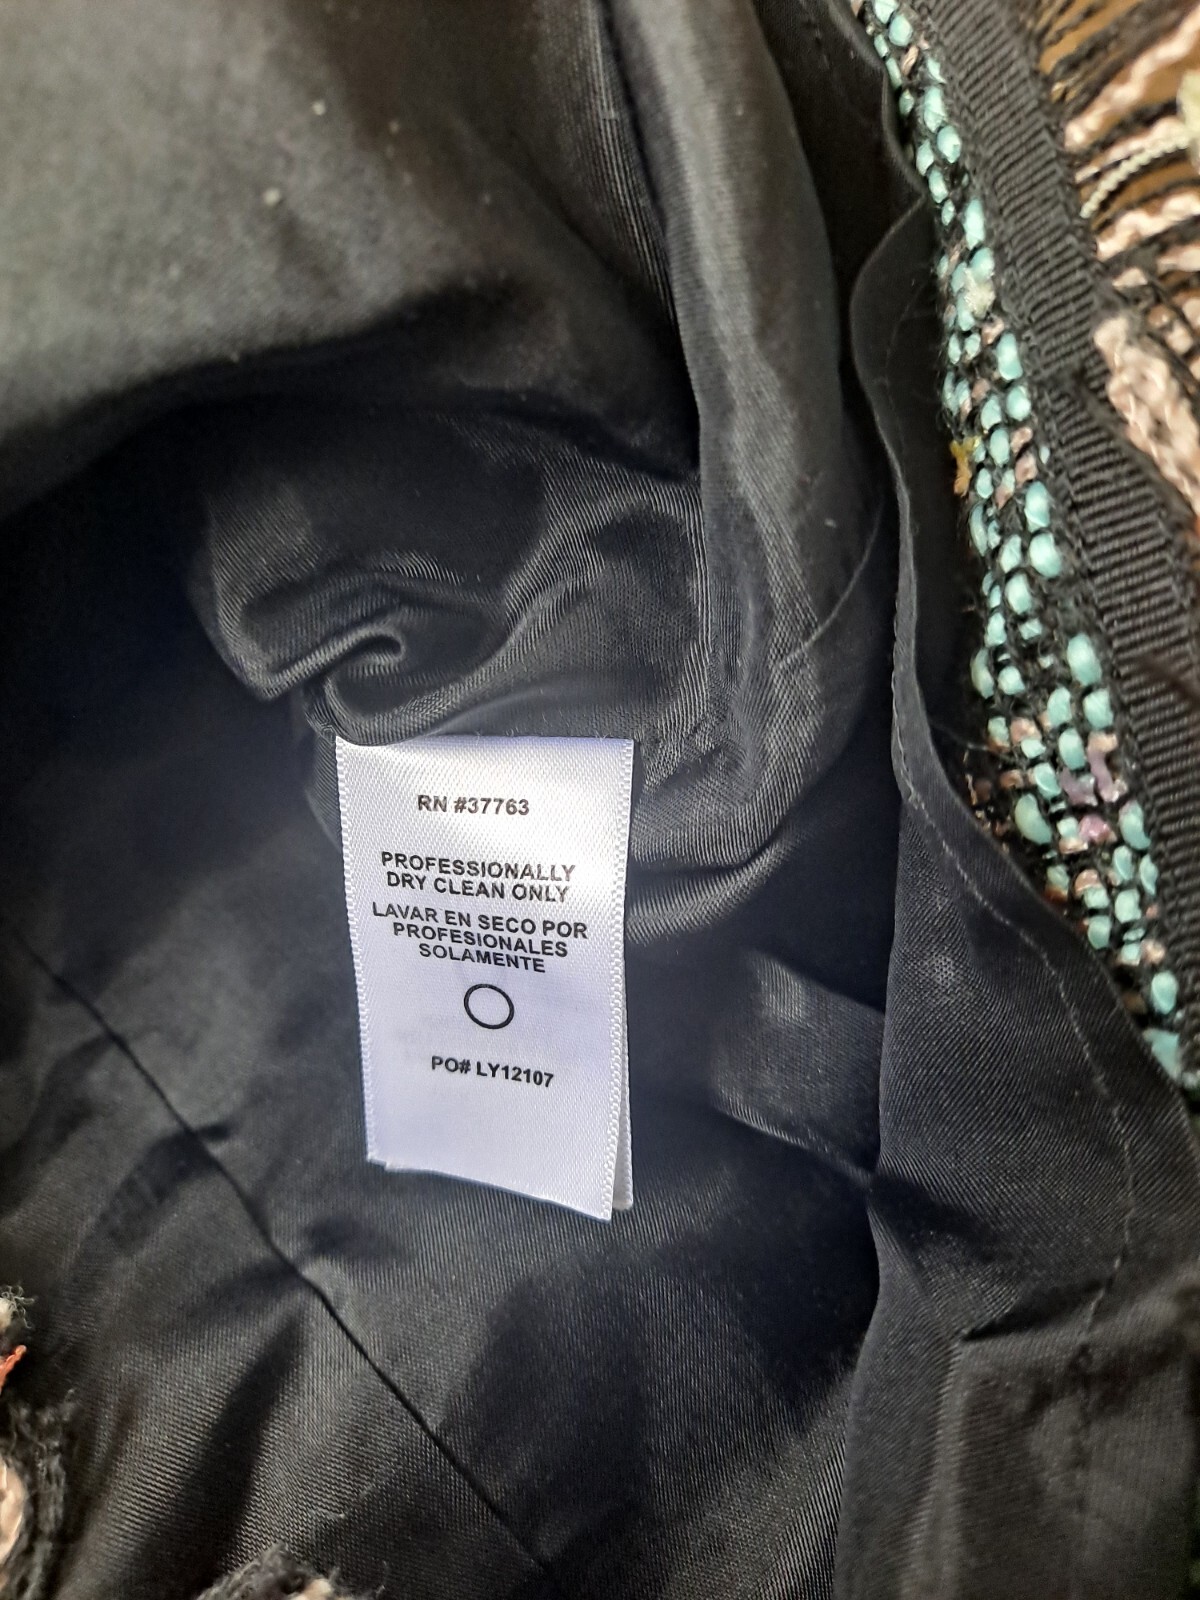 RN #37763
PROFESSIONALLY
DRY CLEAN ONLY
LAVAR EN SECO POR
PROFESIONALES
SOLAMENTE
PO# LY12107